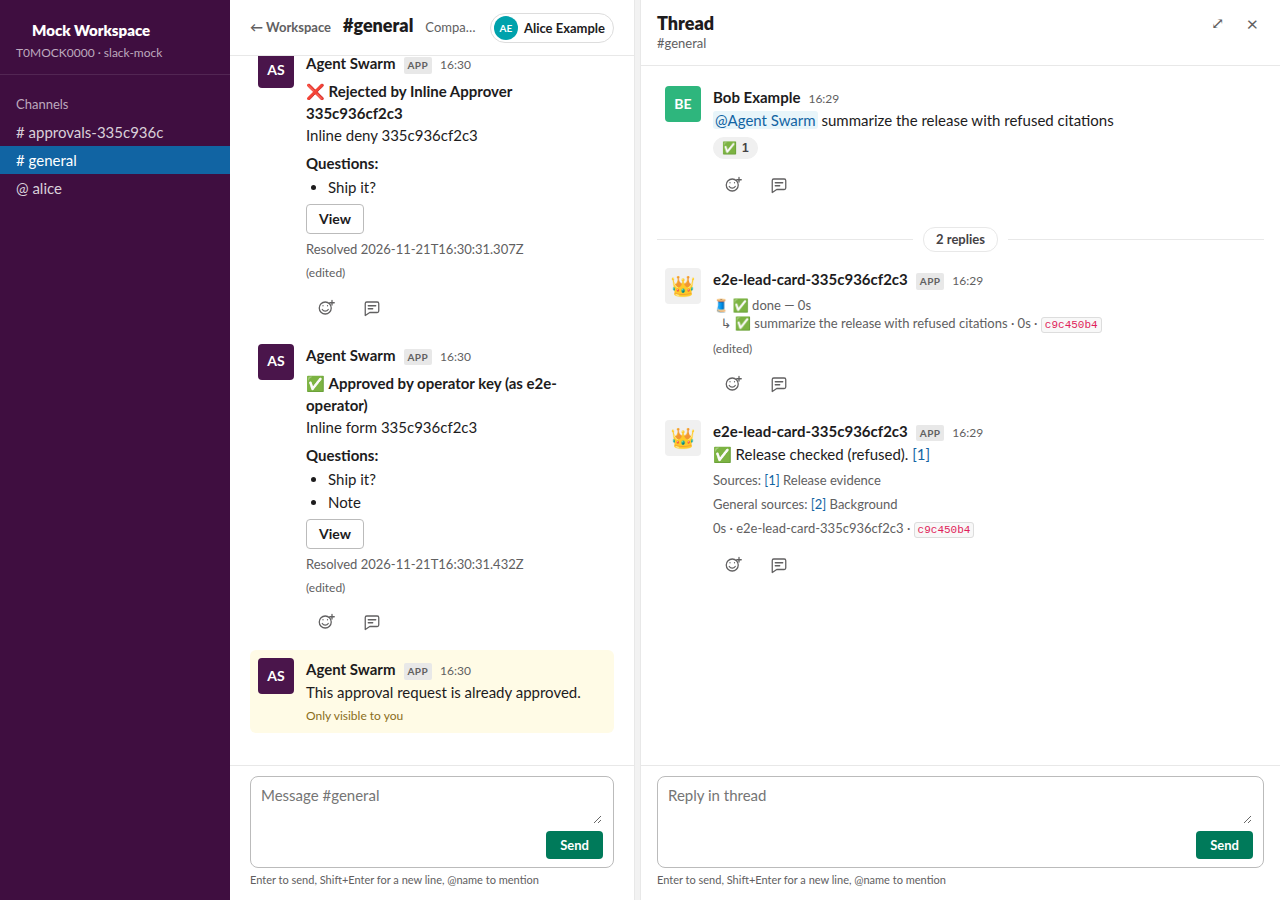 Mock Workspace
T0MOCK0000 · slack-mock
Channels
# approvals-335c936c
# general
@ alice
← Workspace #general Compa... AE Alice Example
AS Agent Swarm APP 16:30
❌ Rejected by Inline Approver
335c936cf2c3
Inline deny 335c936cf2c3
Questions:
• Ship it?
View
Resolved 2026-11-21T16:30:31.307Z
(edited)
AS Agent Swarm APP 16:30
✅ Approved by operator key (as e2e-
operator)
Inline form 335c936cf2c3
Questions:
• Ship it?
• Note
View
Resolved 2026-11-21T16:30:31.432Z
(edited)
AS Agent Swarm APP 16:30
This approval request is already approved.
Only visible to you
Message #general
Send
Enter to send, Shift+Enter for a new line, @name to mention
Thread
#general
BE Bob Example 16:29
@Agent Swarm summarize the release with refused citations
✅ 1
2 replies
e2e-lead-card-335c936cf2c3 APP 16:29
🧵 ✅ done — 0s
↳ ✅ summarize the release with refused citations · 0s · c9c450b4
(edited)
e2e-lead-card-335c936cf2c3 APP 16:29
✅ Release checked (refused). [1]
Sources: [1] Release evidence
General sources: [2] Background
0s · e2e-lead-card-335c936cf2c3 · c9c450b4
Reply in thread
Send
Enter to send, Shift+Enter for a new line, @name to mention